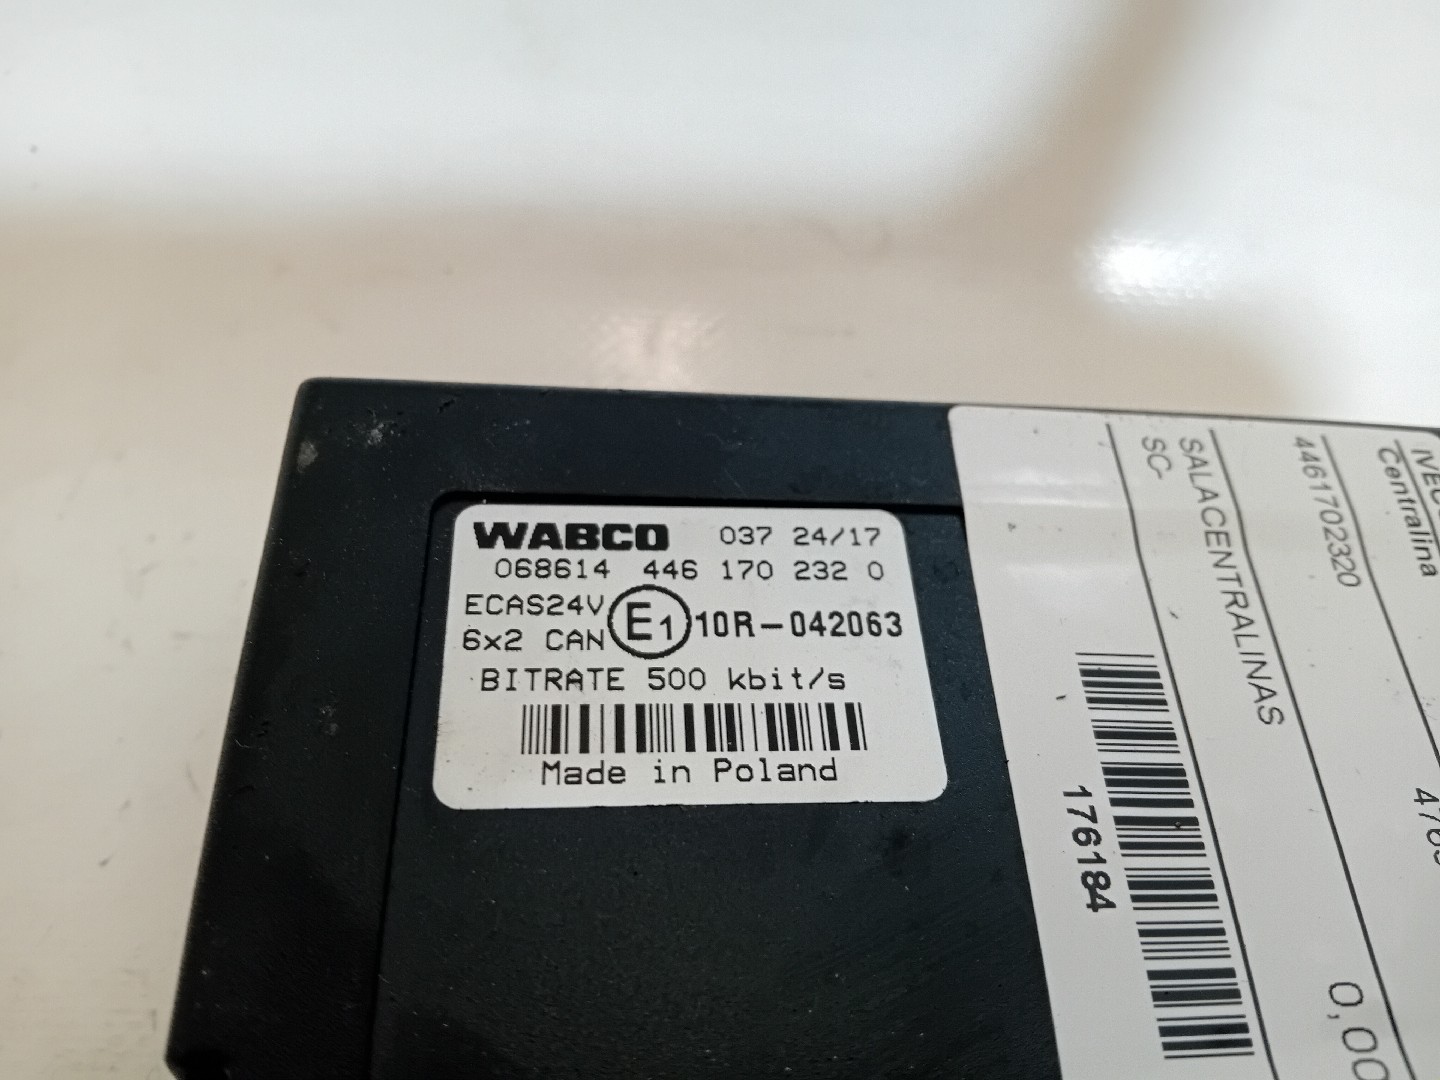 WABCO 037 24/17
068614 446 170 232 0
ECAS24V
6x2 CAN
E1 10R-042063
BITRATE 500 kbit/s
Made in Poland
Centralina
4461702320
SALACENTRALINAS
SC-
176184
0,00